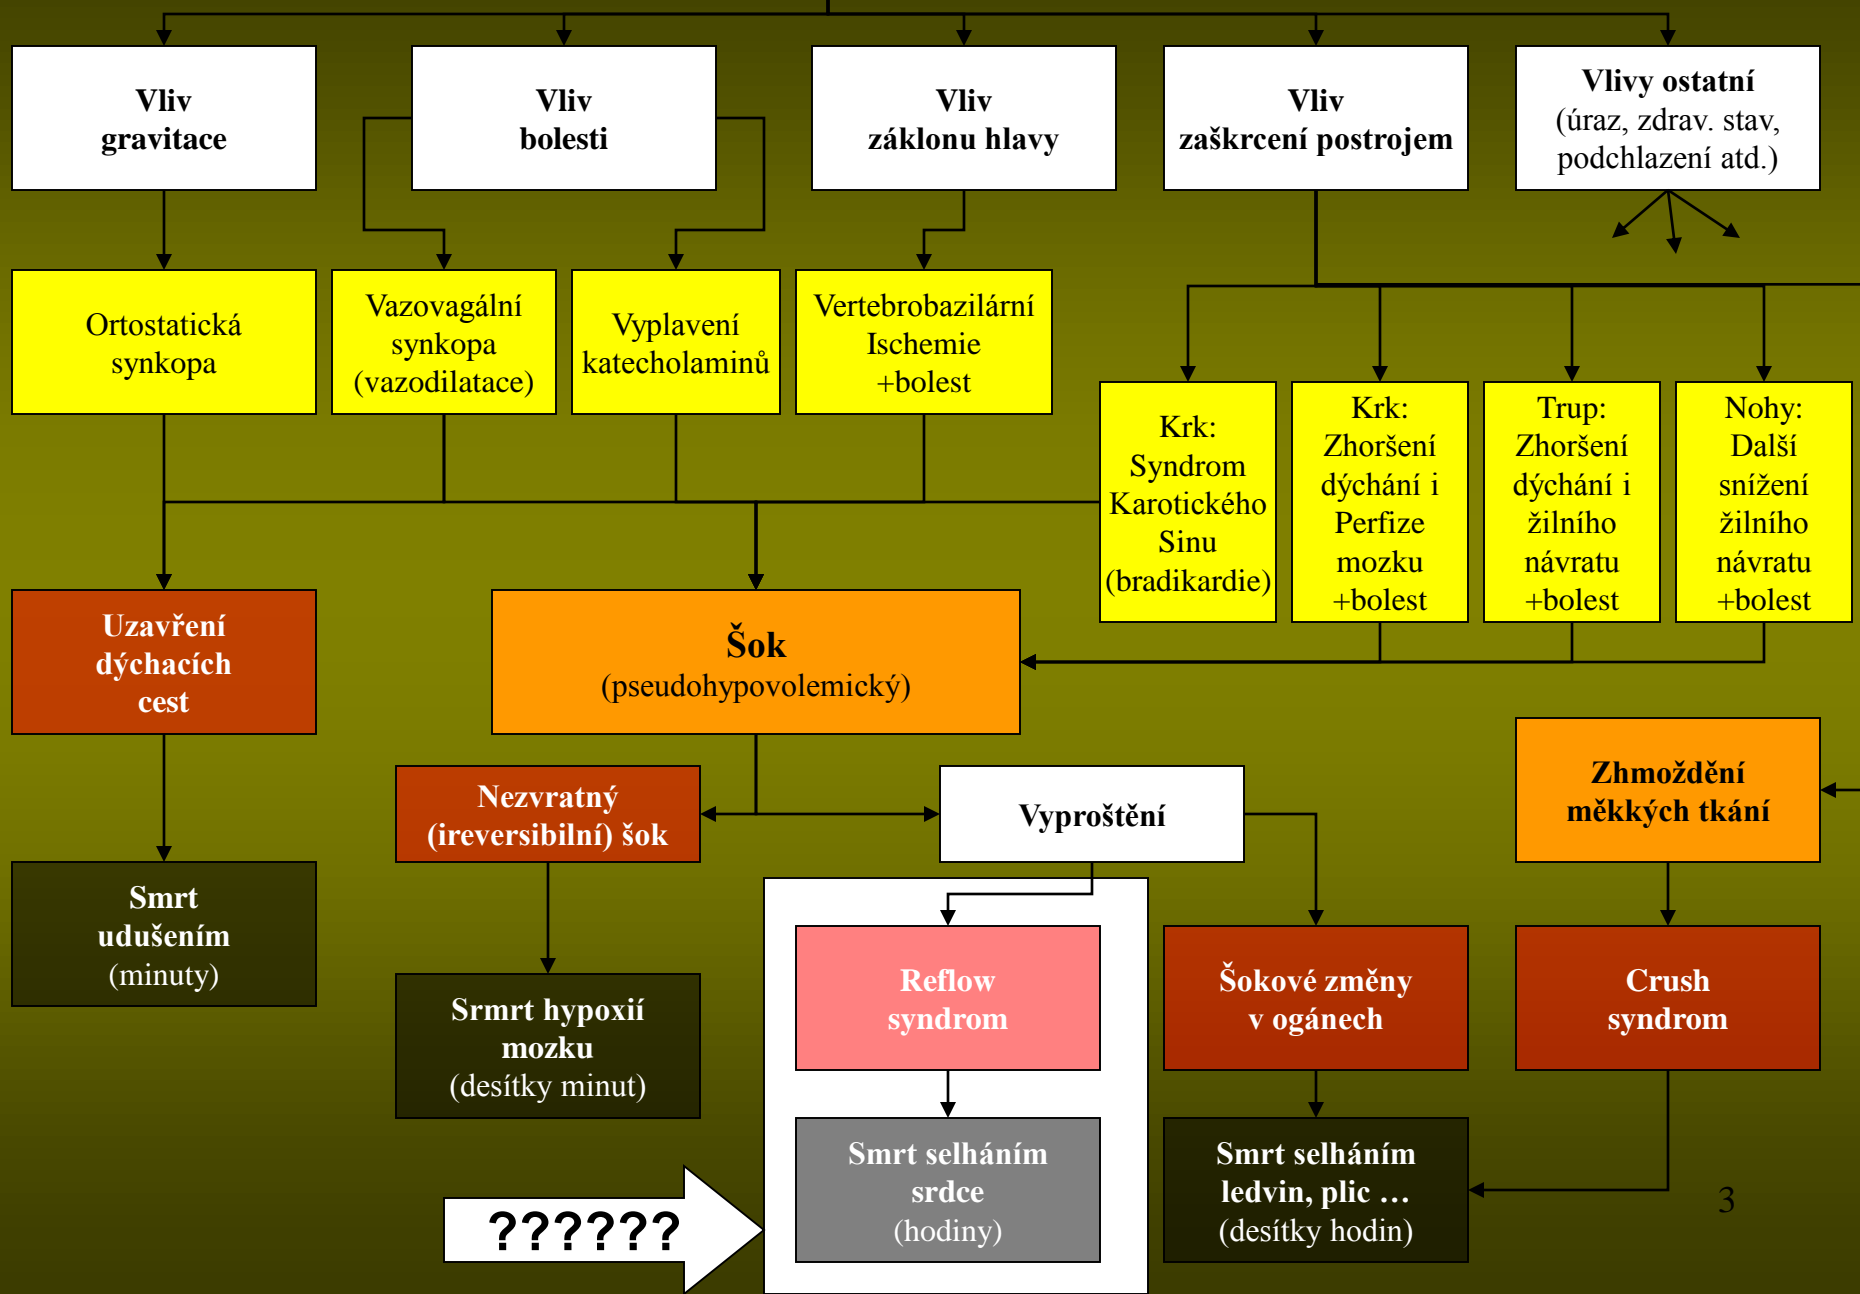 Vliv
gravitace
Vliv
bolesti
Vliv
záklonu hlavy
Vliv
zaškrcení postrojem
Vlivy ostatní
(úraz, zdrav. stav,
podchlazení atd.)
Ortostatická
synkopa
Vazovagální
synkopa
(vazodilatace)
Vyplavení
katecholaminů
Vertebrobazilární
Ischemie
+bolest
Krk:
Syndrom
Karotického
Sinu
(bradikardie)
Krk:
Zhoršení
dýchání i
Perfize
mozku
+bolest
Trup:
Zhoršení
dýchání i
žilního
návratu
+bolest
Nohy:
Další
snížení
žilního
návratu
+bolest
Uzavření
dýchacích
cest
Šok
(pseudohypovolemický)
Zhmoždění
měkkých tkání
Nezvratný
(ireversibilní) šok
Vyproštění
Smrt
udušením
(minuty)
Srmrt hypoxií
mozku
(desítky minut)
Reflow
syndrom
Šokové změny
v ogánech
Crush
syndrom
Smrt selháním
srdce
(hodiny)
Smrt selháním
ledvin, plic …
(desítky hodin)
??????
3